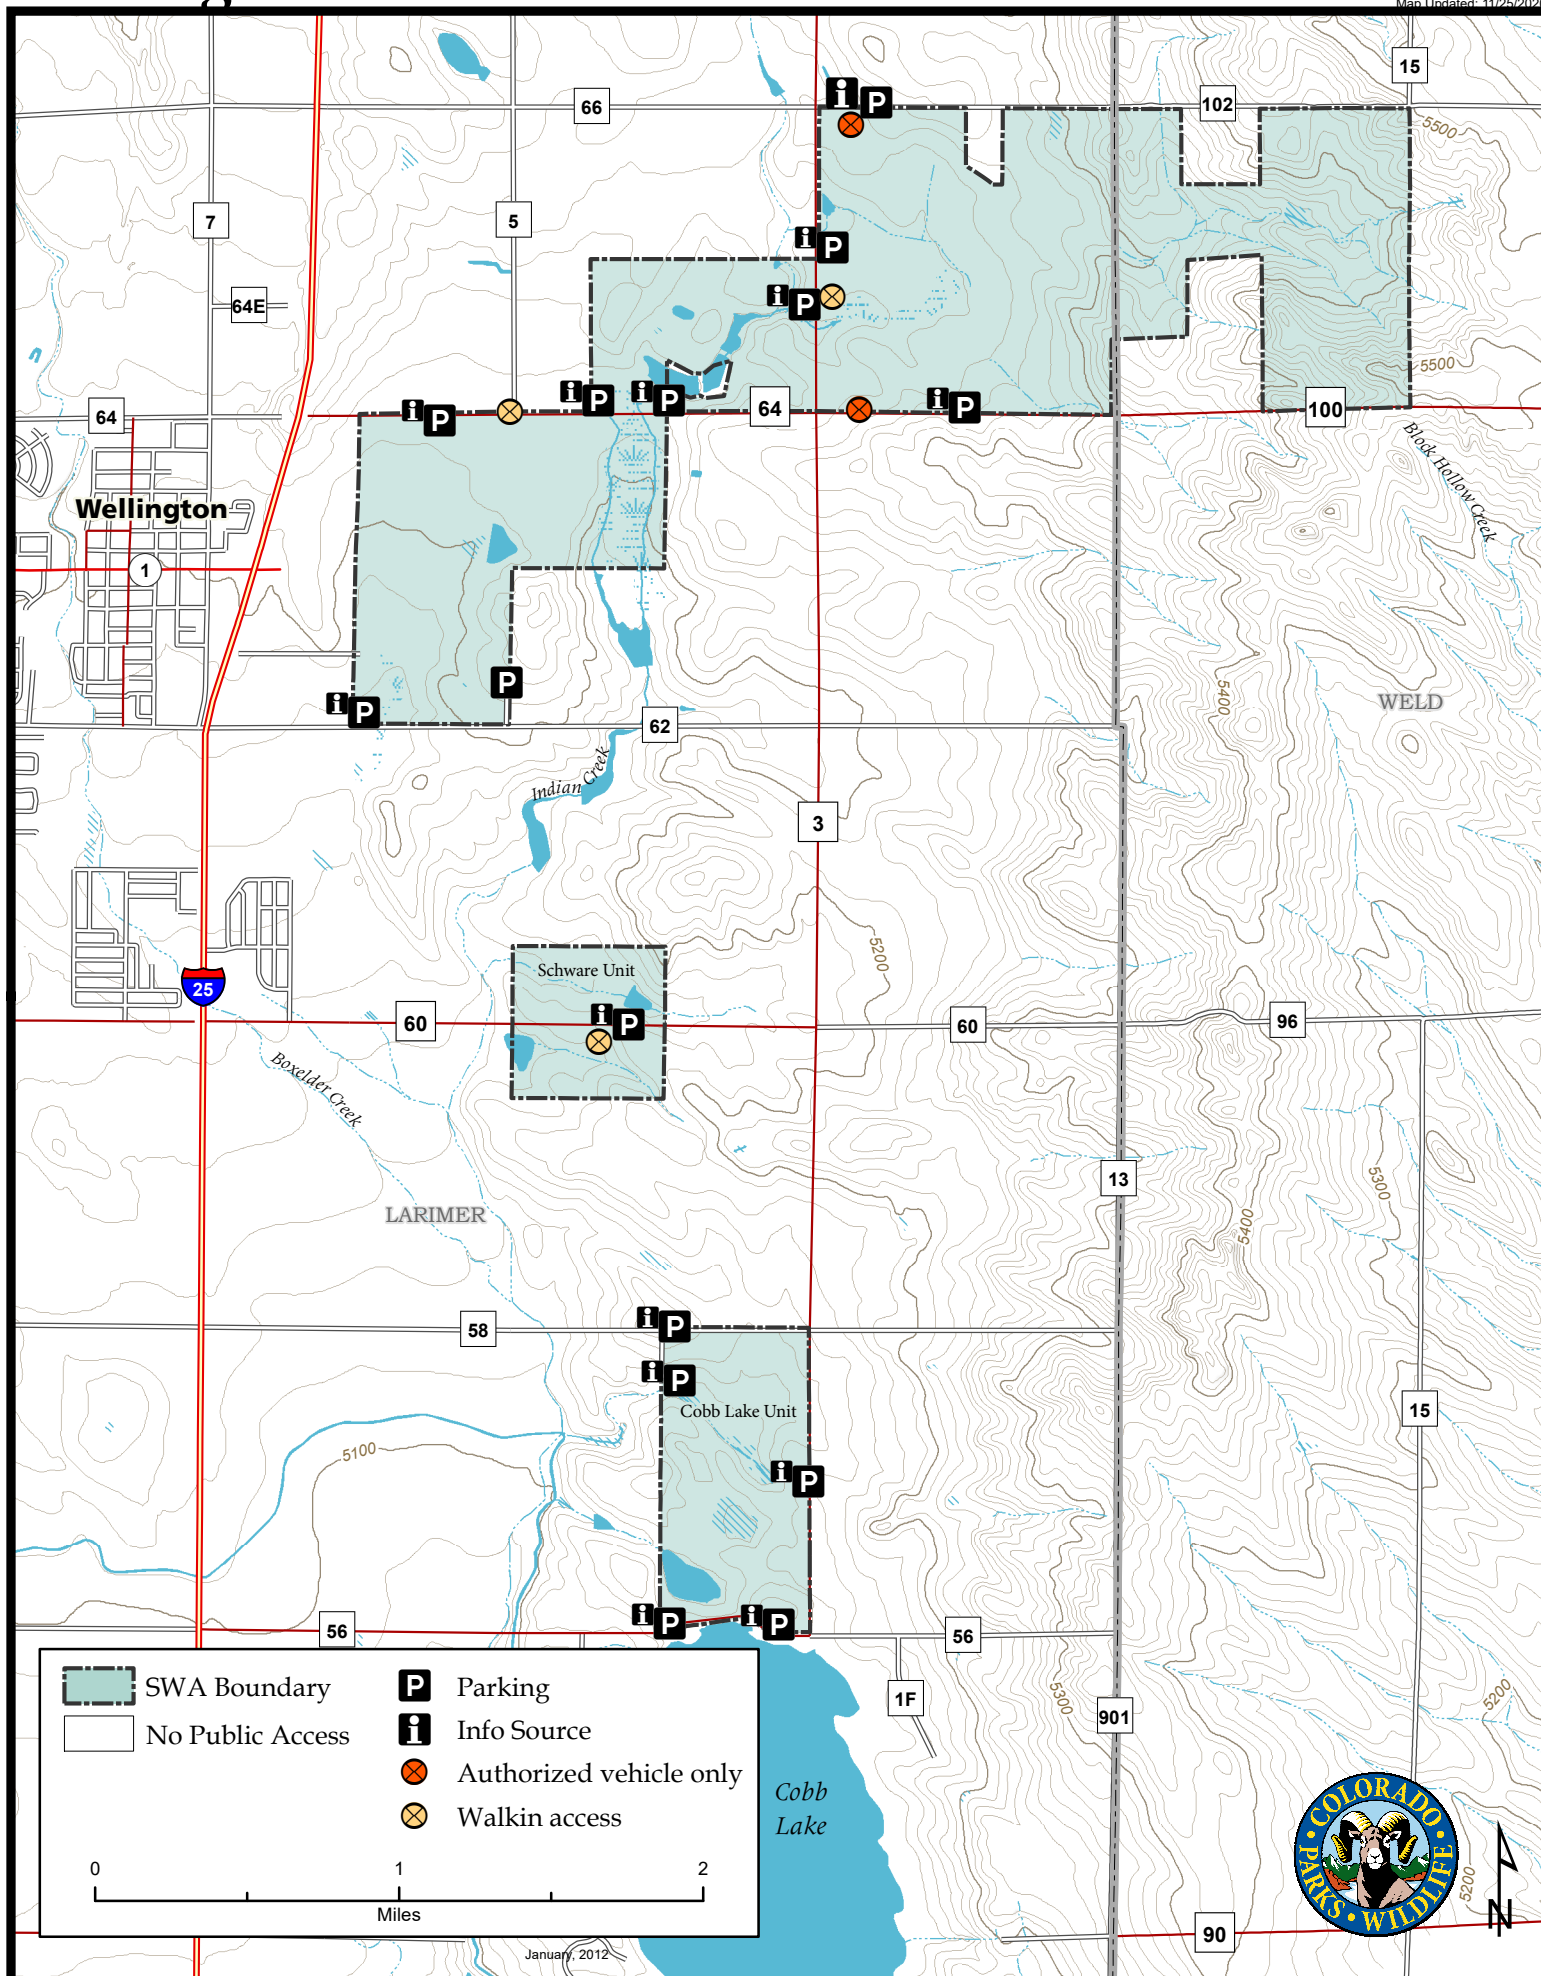 Map Updated: 11/25/202
15
66
102
5500
7
5
64E
5500
64
64
100
Block Hollow Creek
Wellington
1
5400
WELD
62
Indian Creek
3
5200
Schware Unit
25
60
60
96
Boxelder Creek
13
5300
LARIMER
5400
58
Cobb Lake Unit
15
5100
56
56
5300
5200
1F
901
SWA Boundary
No Public Access
P Parking
i Info Source
Authorized vehicle only
Walkin access
0 1 2
Miles
Cobb
Lake
COLORADO
PARKS • WILDLIFE
5200
N
90
January, 2012